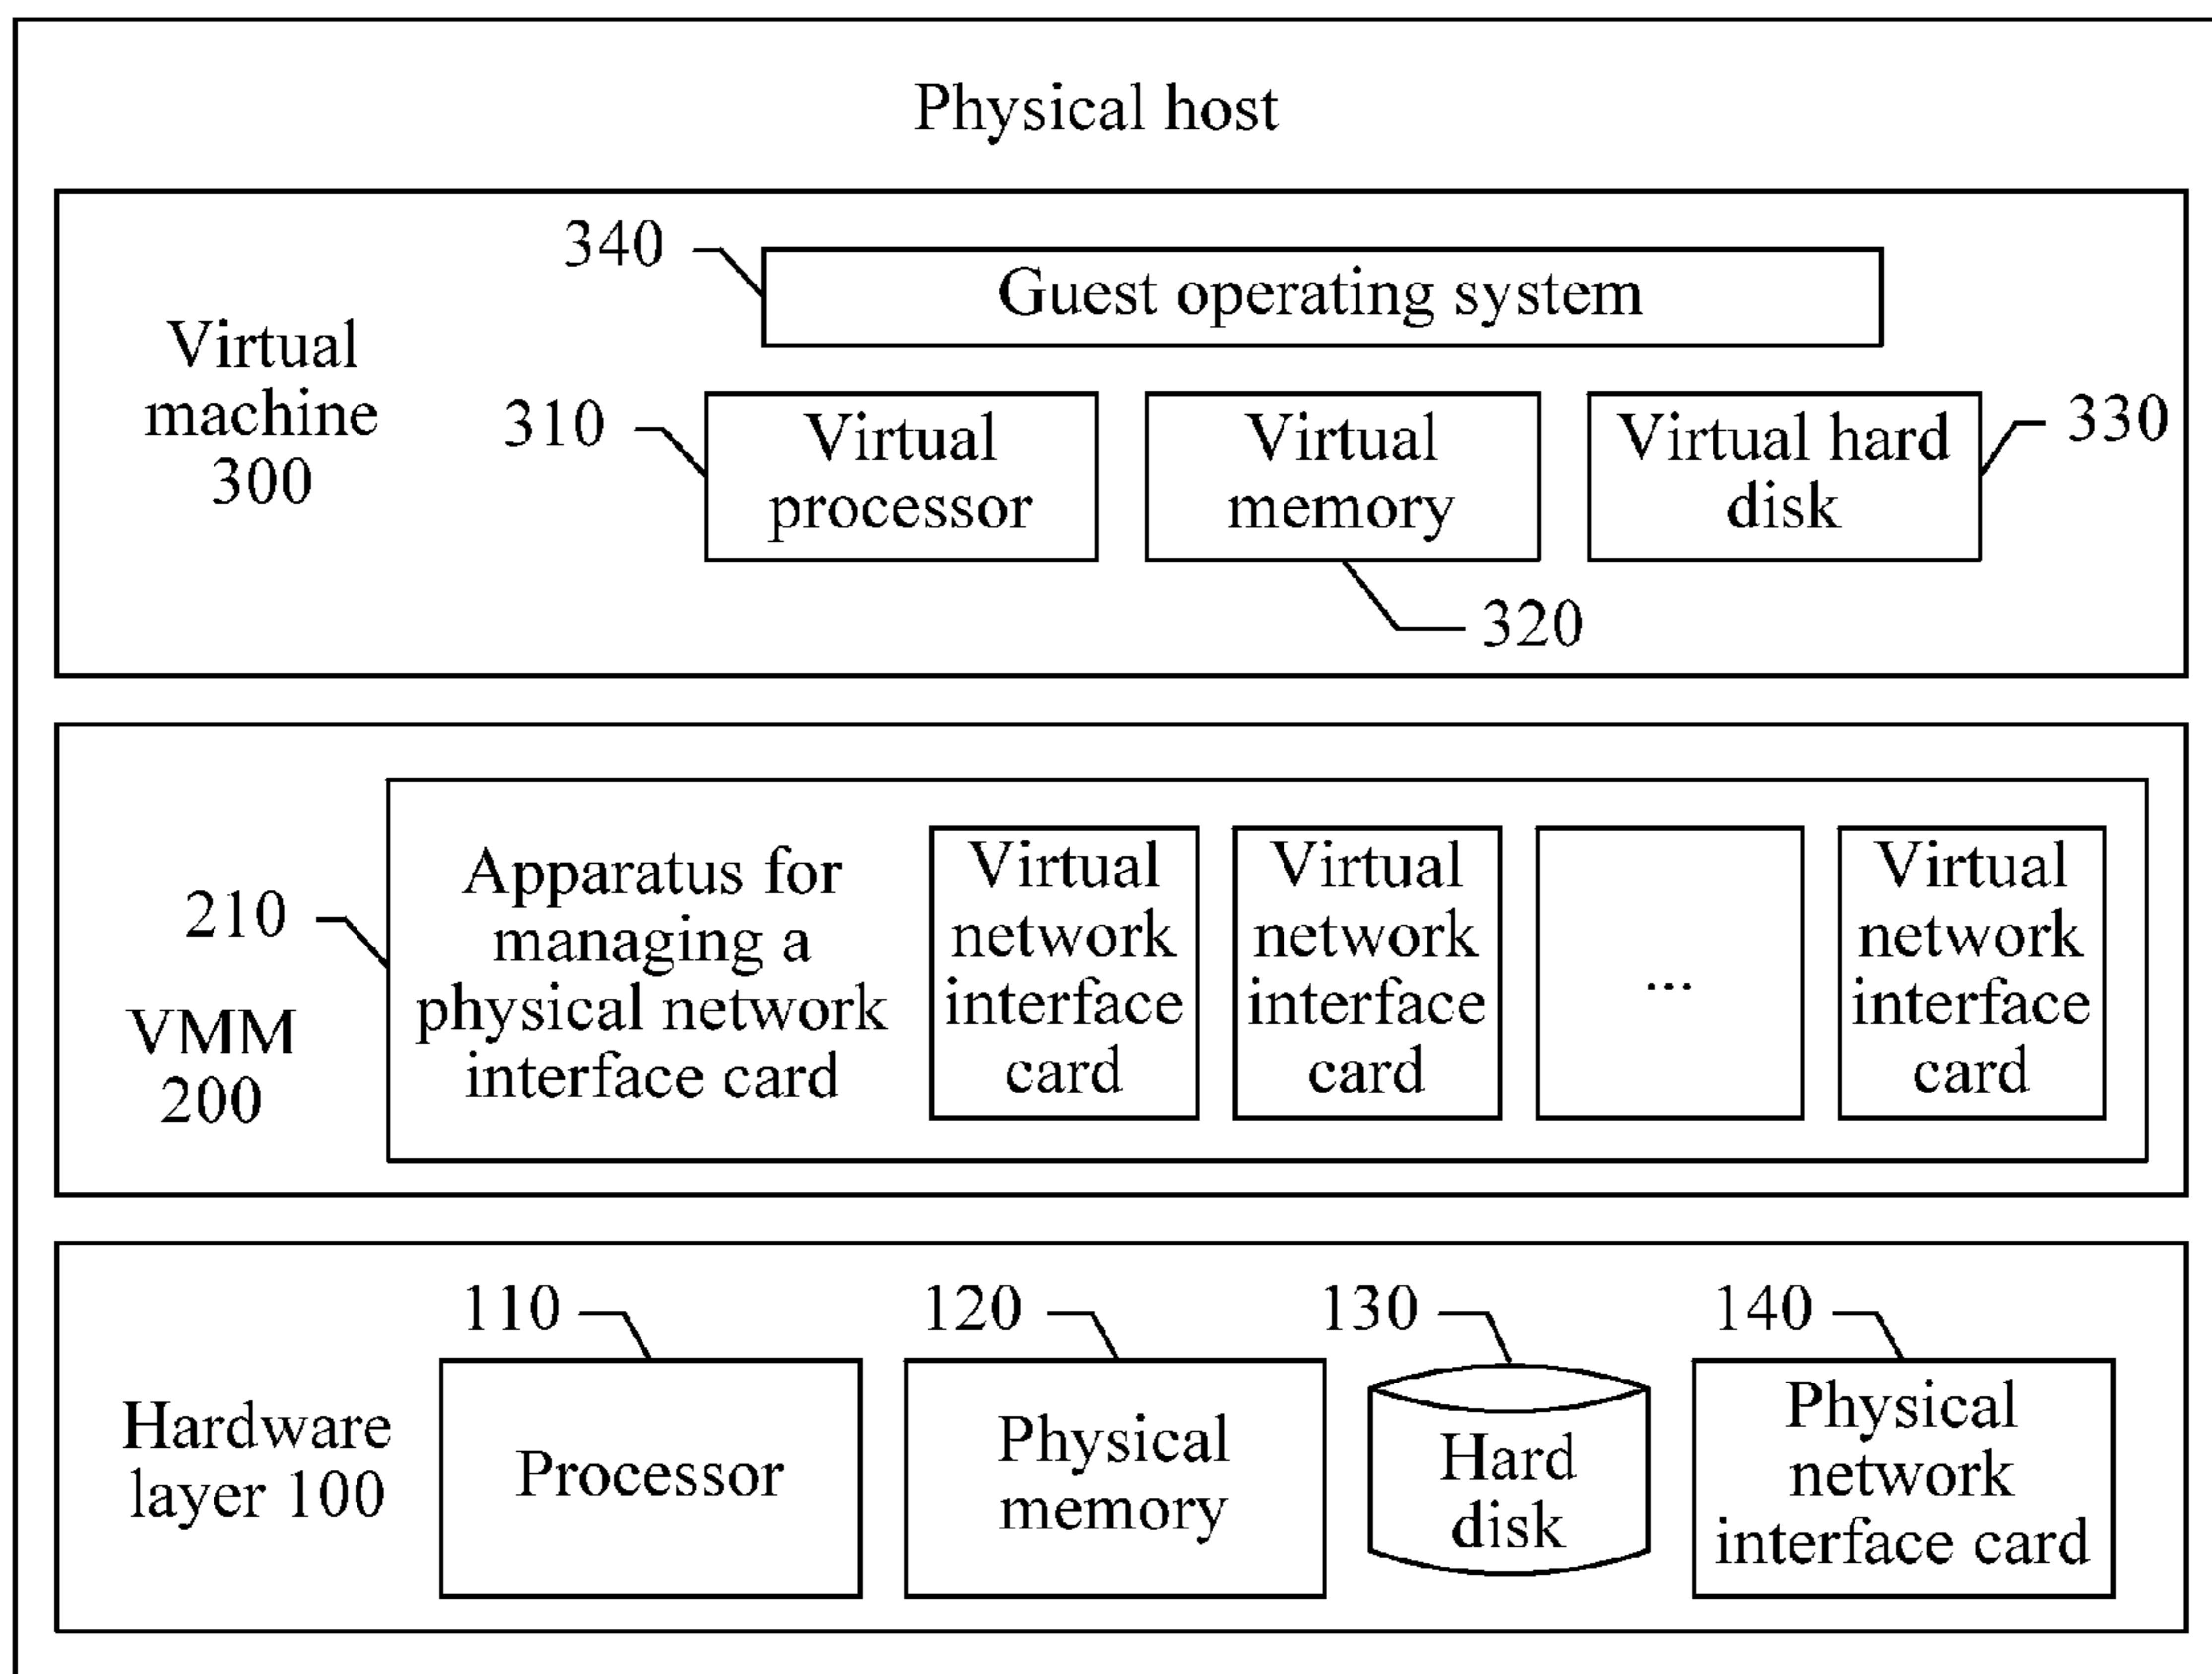 Physical host
340
Guest operating system
Virtual
machine
300
310
Virtual
processor
Virtual
memory
Virtual hard
disk
330
320
210
VMM
200
Apparatus for
managing a
physical network
interface card
Virtual
network
interface
card
Virtual
network
interface
card
...
Virtual
network
interface
card
110
120
130
140
Hardware
layer 100
Processor
Physical
memory
Hard
disk
Physical
network
interface card